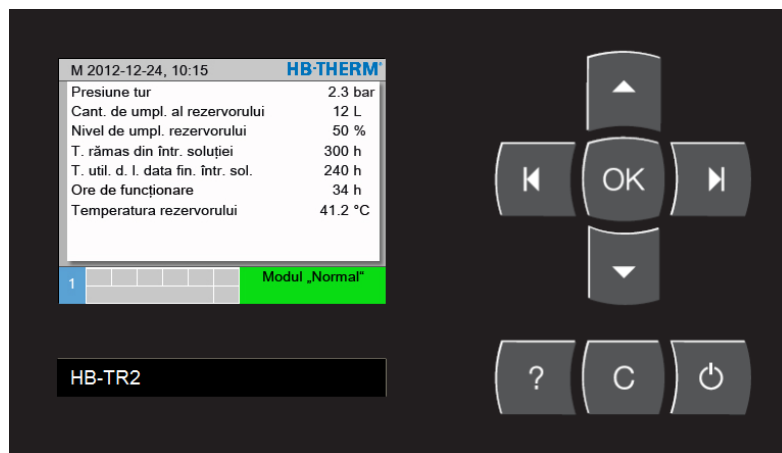 M 2012-12-24, 10:15 HB-THERM®
Presiune tur 2.3 bar
Cant. de umpl. al rezervorului 12 L
Nivel de umpl. rezervorului 50 %
T. rămas din într. soluției 300 h
T. util. d. l. data fin. într. sol. 240 h
Ore de funcționare 34 h
Temperatura rezervorului 41.2 °C
1 Modul „Normal“
HB-TR2
OK
? C